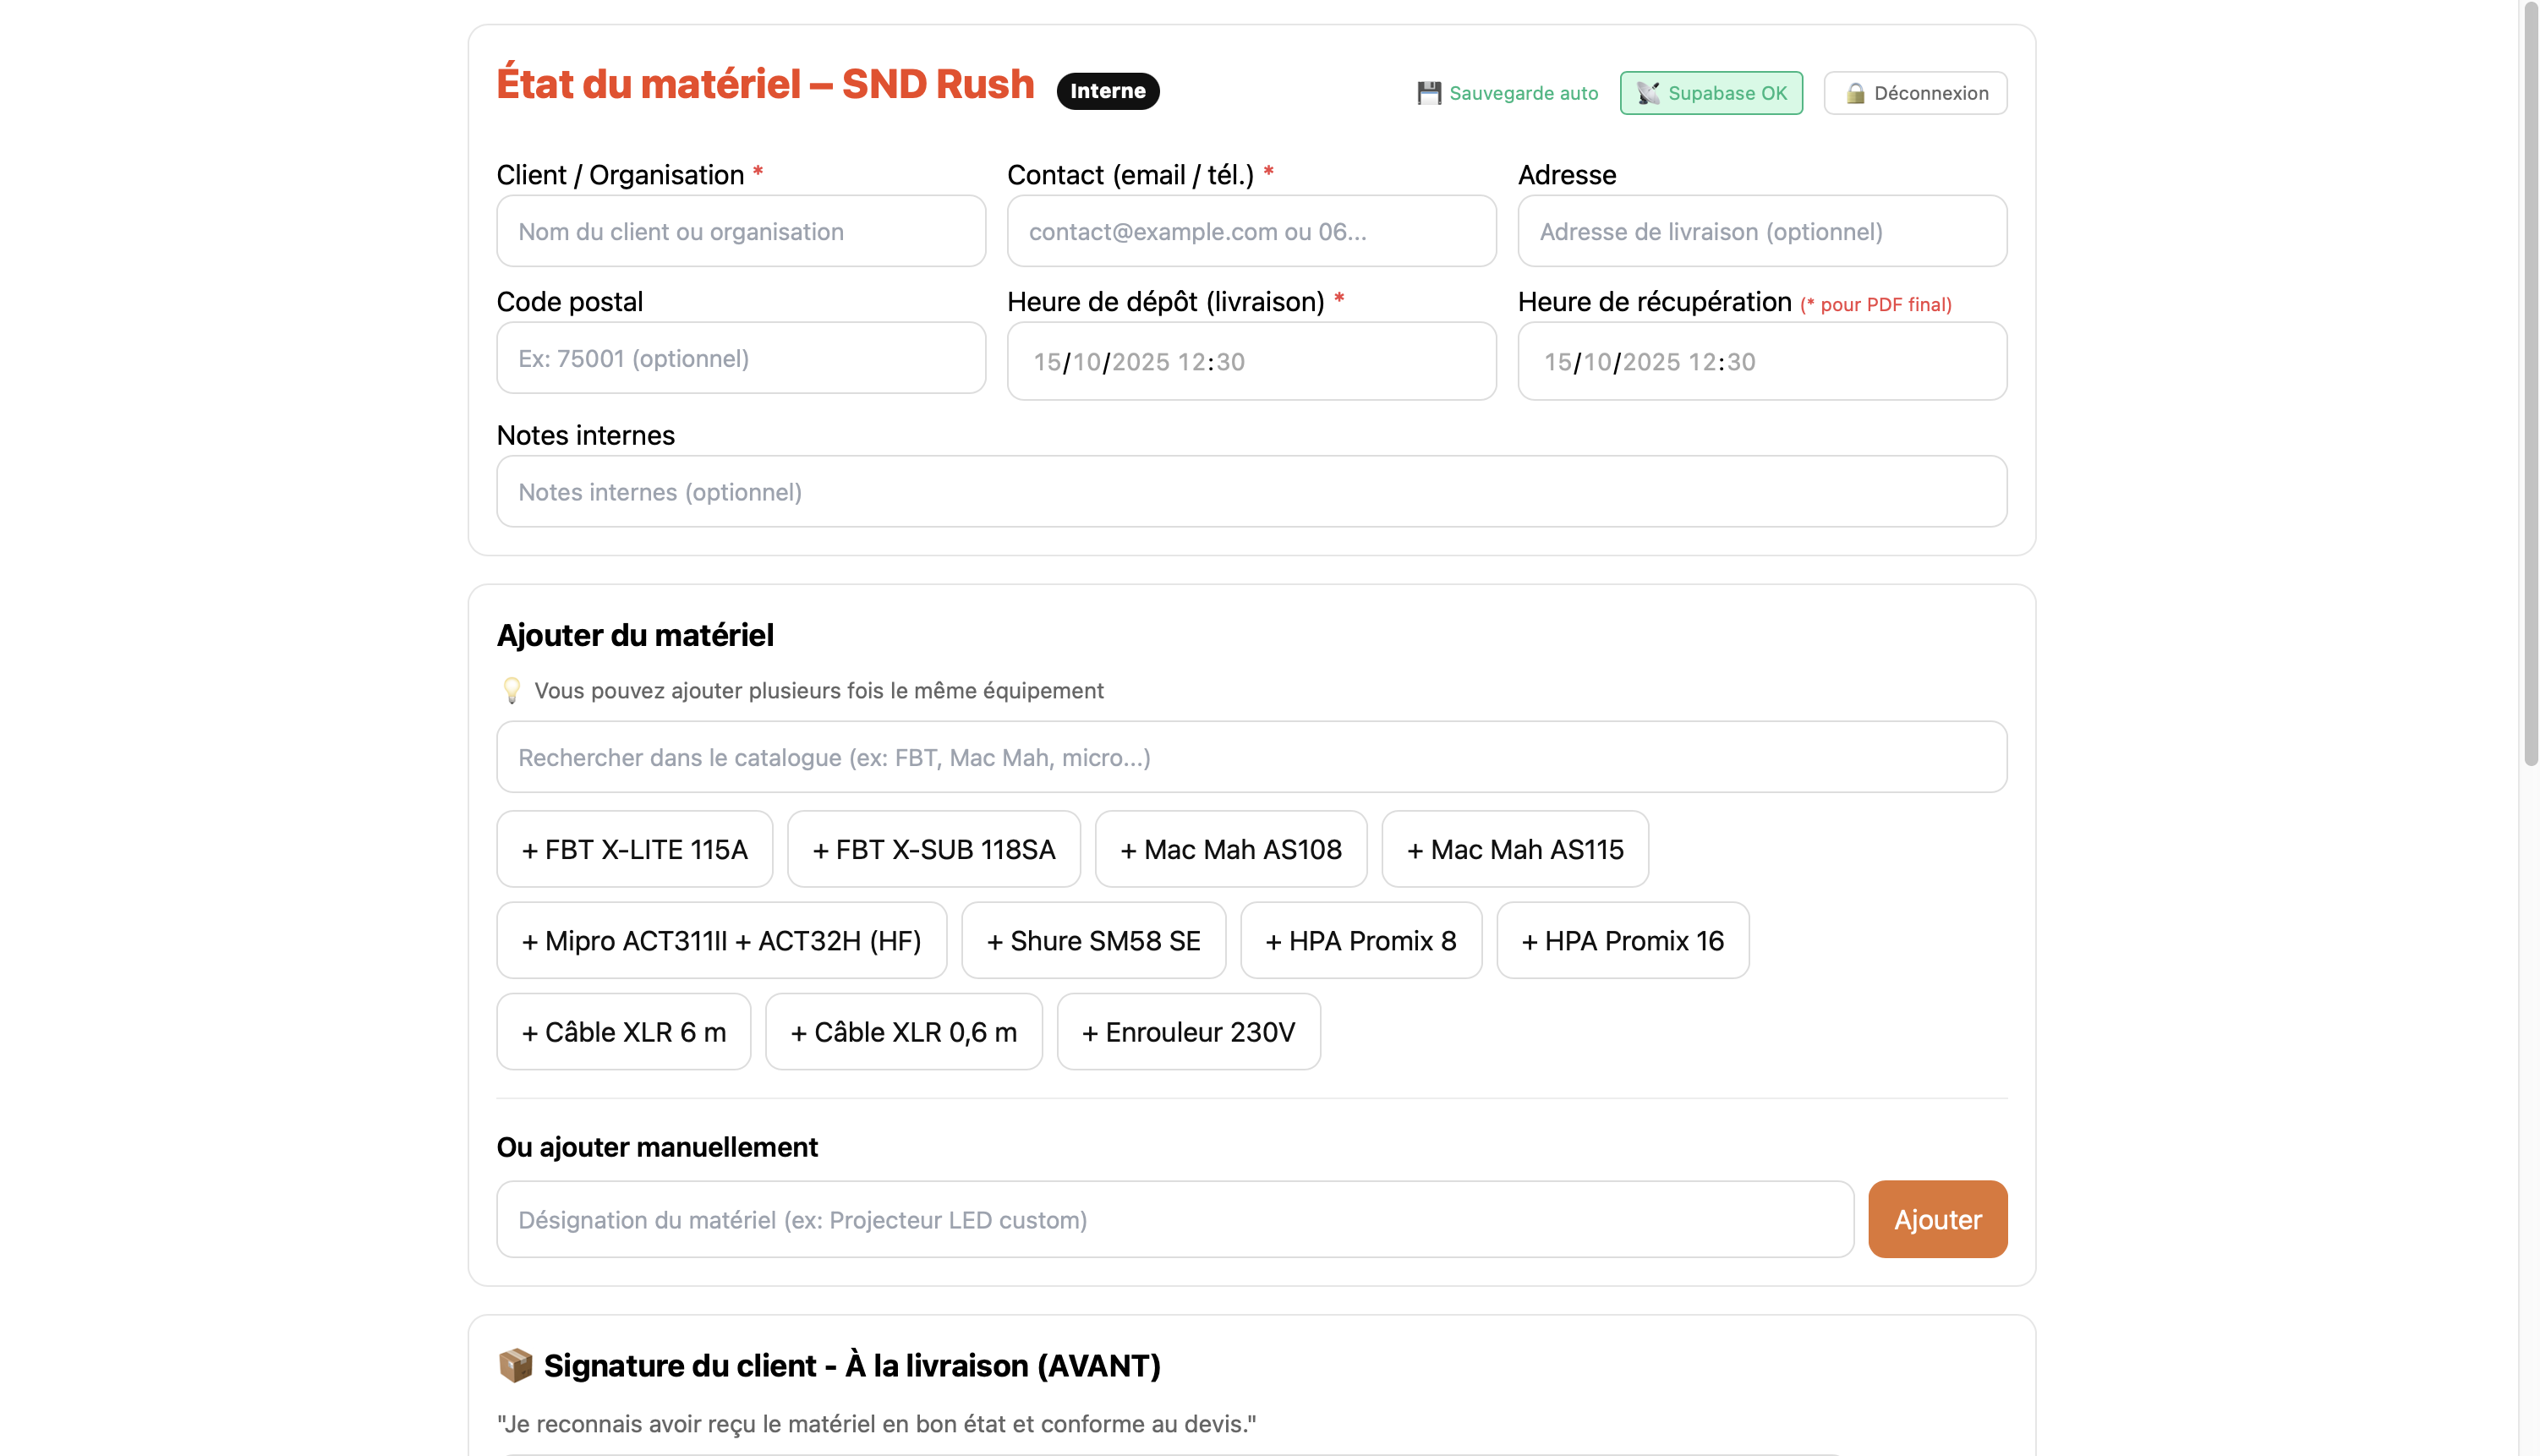 État du matériel – SND Rush Interne 💾 Sauvegarde auto 📡 Supabase OK 🔒 Déconnexion
Client / Organisation * Contact (email / tél.) * Adresse
Nom du client ou organisation contact@example.com ou 06... Adresse de livraison (optionnel)
Code postal Heure de dépôt (livraison) * Heure de récupération (* pour PDF final)
Ex: 75001 (optionnel) 15/10/2025 12:30 15/10/2025 12:30
Notes internes
Notes internes (optionnel)
Ajouter du matériel
💡 Vous pouvez ajouter plusieurs fois le même équipement
Rechercher dans le catalogue (ex: FBT, Mac Mah, micro...)
+ FBT X-LITE 115A + FBT X-SUB 118SA + Mac Mah AS108 + Mac Mah AS115
+ Mipro ACT311II + ACT32H (HF) + Shure SM58 SE + HPA Promix 8 + HPA Promix 16
+ Câble XLR 6 m + Câble XLR 0,6 m + Enrouleur 230V
Ou ajouter manuellement
Désignation du matériel (ex: Projecteur LED custom) Ajouter
📦 Signature du client - À la livraison (AVANT)
"Je reconnais avoir reçu le matériel en bon état et conforme au devis."